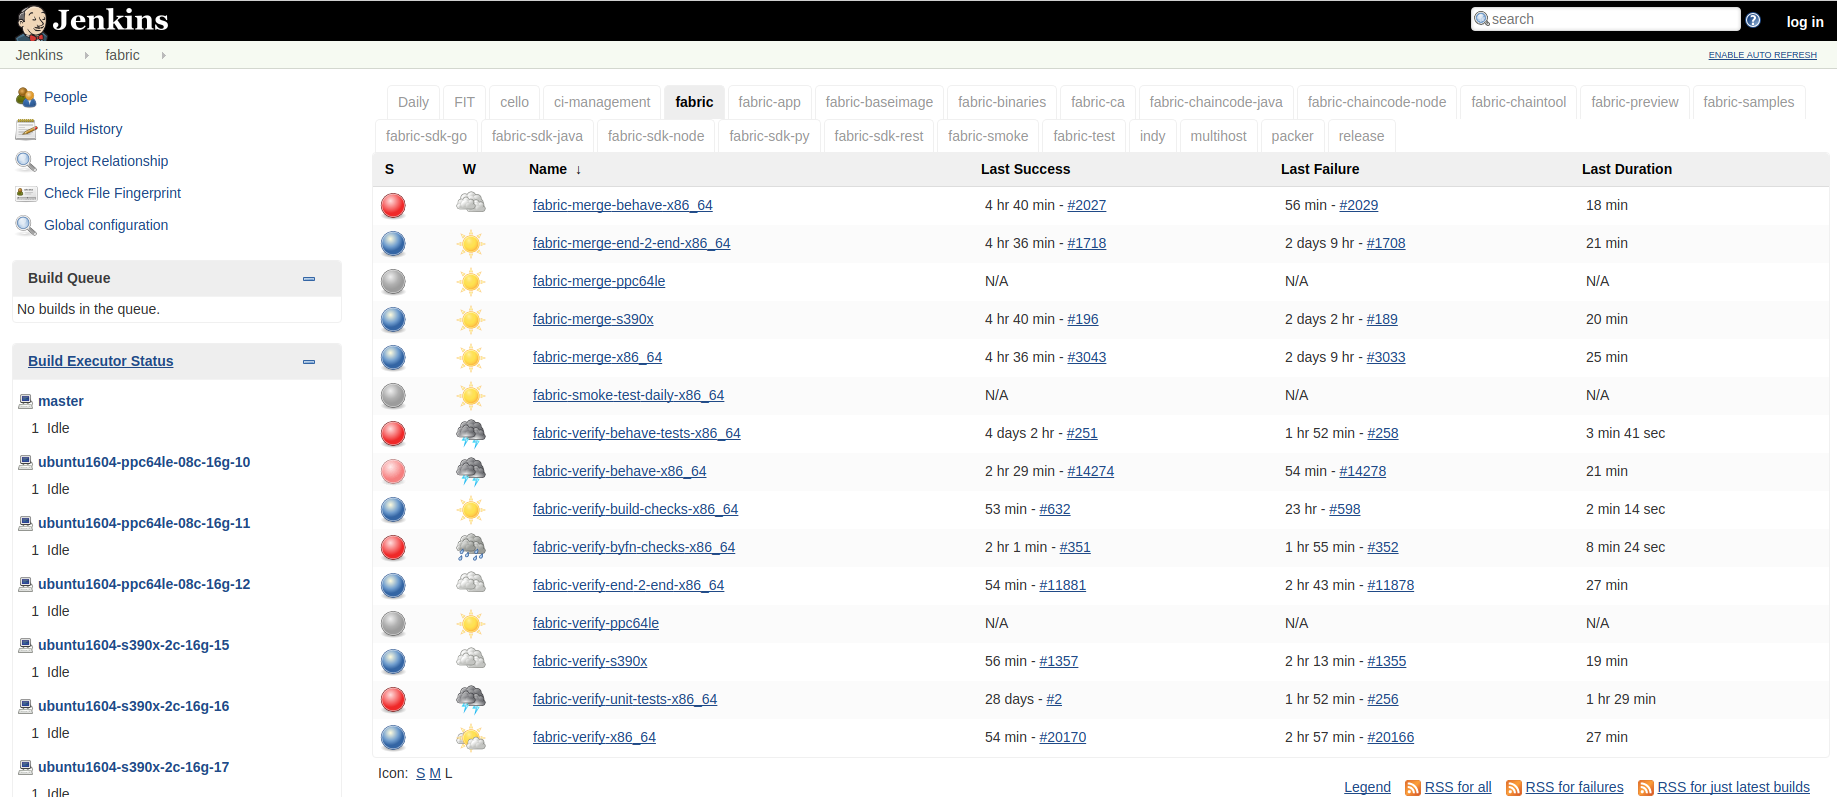 Jenkins
search
log in
Jenkins fabric
ENABLE AUTO REFRESH
People
Build History
Project Relationship
Check File Fingerprint
Global configuration
Build Queue
No builds in the queue.
Build Executor Status
master
1 Idle
ubuntu1604-ppc64le-08c-16g-10
1 Idle
ubuntu1604-ppc64le-08c-16g-11
1 Idle
ubuntu1604-ppc64le-08c-16g-12
1 Idle
ubuntu1604-s390x-2c-16g-15
1 Idle
ubuntu1604-s390x-2c-16g-16
1 Idle
ubuntu1604-s390x-2c-16g-17
1 Idle
Daily FIT cello ci-management fabric fabric-app fabric-baseimage fabric-binaries fabric-ca fabric-chaincode-java fabric-chaincode-node fabric-chaintool fabric-preview fabric-samples
fabric-sdk-go fabric-sdk-java fabric-sdk-node fabric-sdk-py fabric-sdk-rest fabric-smoke fabric-test indy multihost packer release
S W Name ↓ Last Success Last Failure Last Duration
fabric-merge-behave-x86_64 4 hr 40 min - #2027 56 min - #2029 18 min
fabric-merge-end-2-end-x86_64 4 hr 36 min - #1718 2 days 9 hr - #1708 21 min
fabric-merge-ppc64le N/A N/A N/A
fabric-merge-s390x 4 hr 40 min - #196 2 days 2 hr - #189 20 min
fabric-merge-x86_64 4 hr 36 min - #3043 2 days 9 hr - #3033 25 min
fabric-smoke-test-daily-x86_64 N/A N/A N/A
fabric-verify-behave-tests-x86_64 4 days 2 hr - #251 1 hr 52 min - #258 3 min 41 sec
fabric-verify-behave-x86_64 2 hr 29 min - #14274 54 min - #14278 21 min
fabric-verify-build-checks-x86_64 53 min - #632 23 hr - #598 2 min 14 sec
fabric-verify-byfn-checks-x86_64 2 hr 1 min - #351 1 hr 55 min - #352 8 min 24 sec
fabric-verify-end-2-end-x86_64 54 min - #11881 2 hr 43 min - #11878 27 min
fabric-verify-ppc64le N/A N/A N/A
fabric-verify-s390x 56 min - #1357 2 hr 13 min - #1355 19 min
fabric-verify-unit-tests-x86_64 28 days - #2 1 hr 52 min - #256 1 hr 29 min
fabric-verify-x86_64 54 min - #20170 2 hr 57 min - #20166 27 min
Icon: S M L
Legend RSS for all RSS for failures RSS for just latest builds